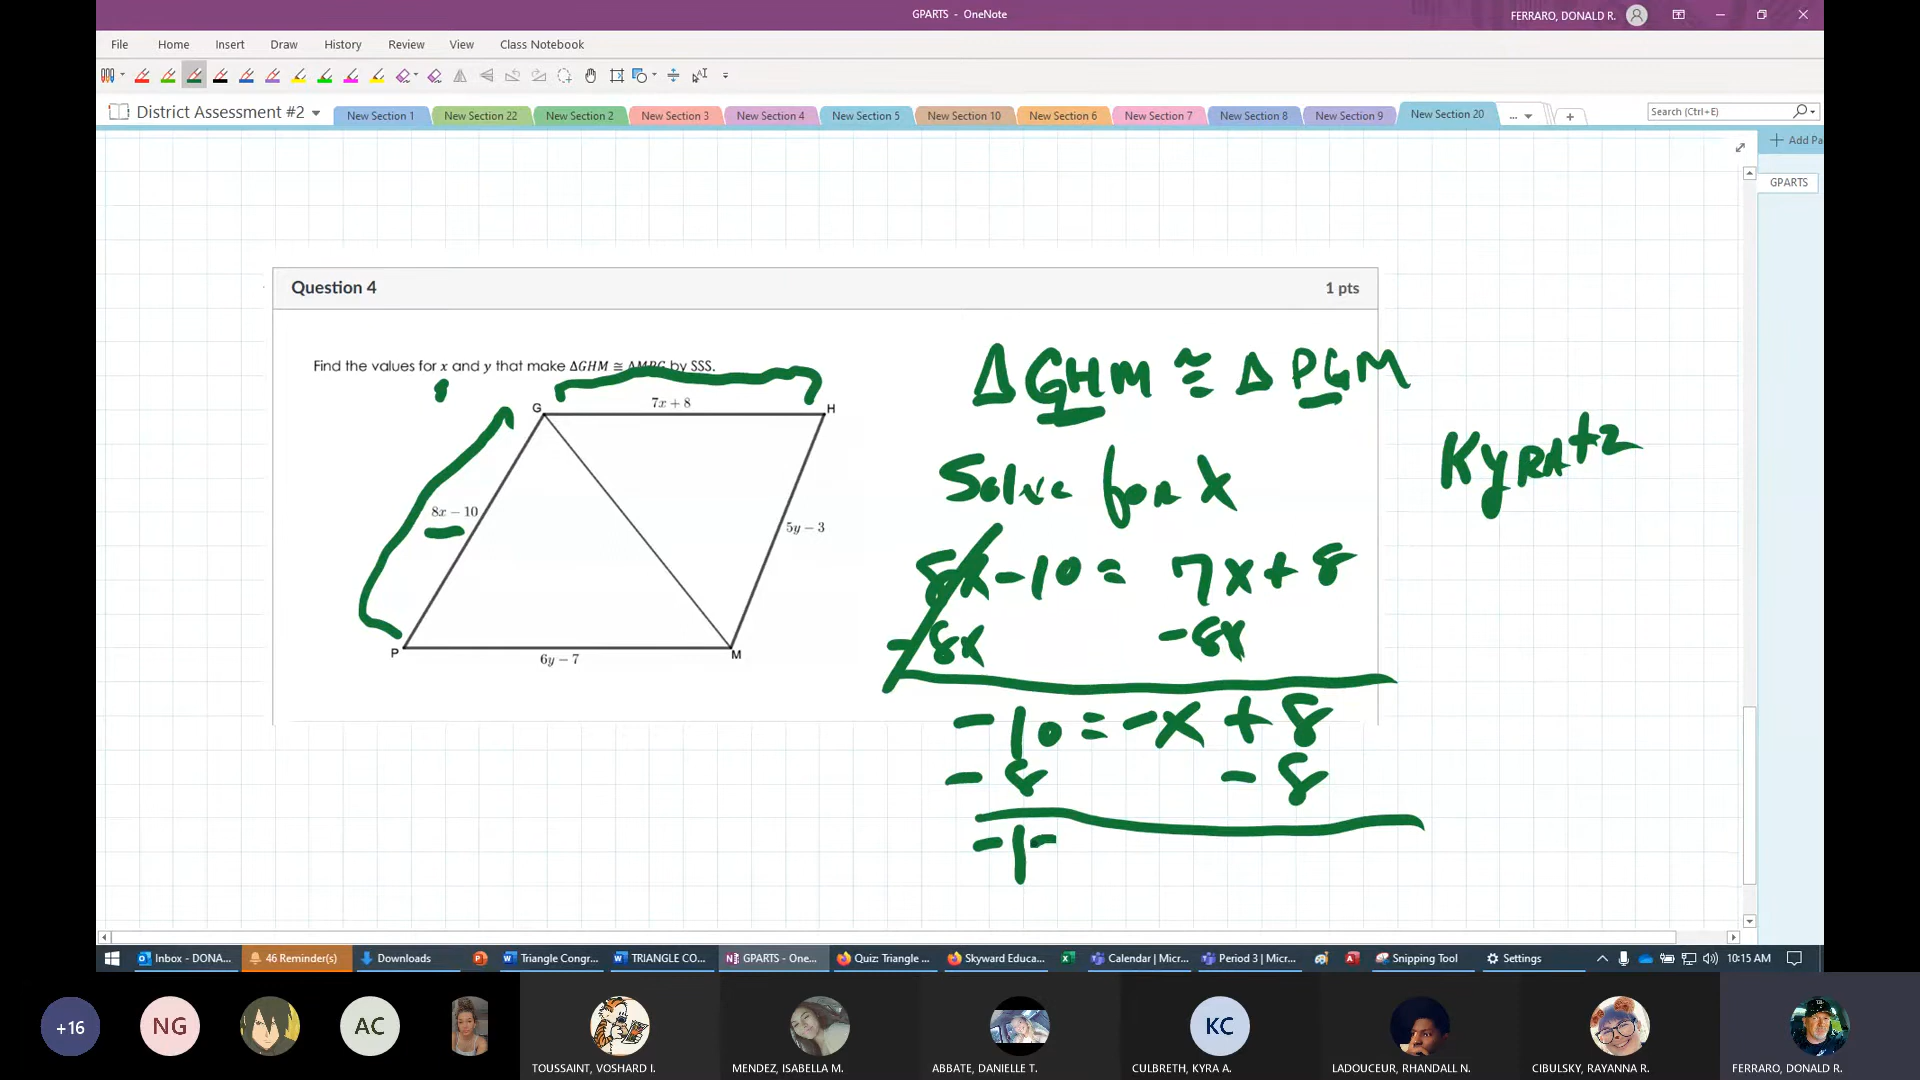 GPARTS - OneNote
FERRARO, DONALD R.
File Home Insert Draw History Review View Class Notebook
District Assessment #2
New Section 1 New Section 22 New Section 2 New Section 3 New Section 4 New Section 5 New Section 10 New Section 6 New Section 7 New Section 8 New Section 9 New Section 20 ...
Search (Ctrl+E)
Add Pa
GPARTS
Question 4
1 pts
Find the values for x and y that make ΔGHM ≅ ΔMPG by SSS.
G
7x + 8
H
8x − 10
5y − 3
P
6y − 7
M
Δ GHM ≅ Δ PGM
Solve for X
8x - 10 = 7x + 8
- 8x - 8x
- 10 = -x + 8
- 8 - 8
-1
KyRA+2
Inbox - DONA...
46 Reminder(s)
Downloads
Triangle Congr...
TRIANGLE CO...
GPARTS - One...
Quiz: Triangle ...
Skyward Educa...
Calendar | Micr...
Period 3 | Micr...
Snipping Tool
Settings
10:15 AM
+16
NG
AC
KC
TOUSSAINT, VOSHARD I.
MENDEZ, ISABELLA M.
ABBATE, DANIELLE T.
CULBRETH, KYRA A.
LADOUCEUR, RHANDALL N.
CIBULSKY, RAYANNA R.
FERRARO, DONALD R.